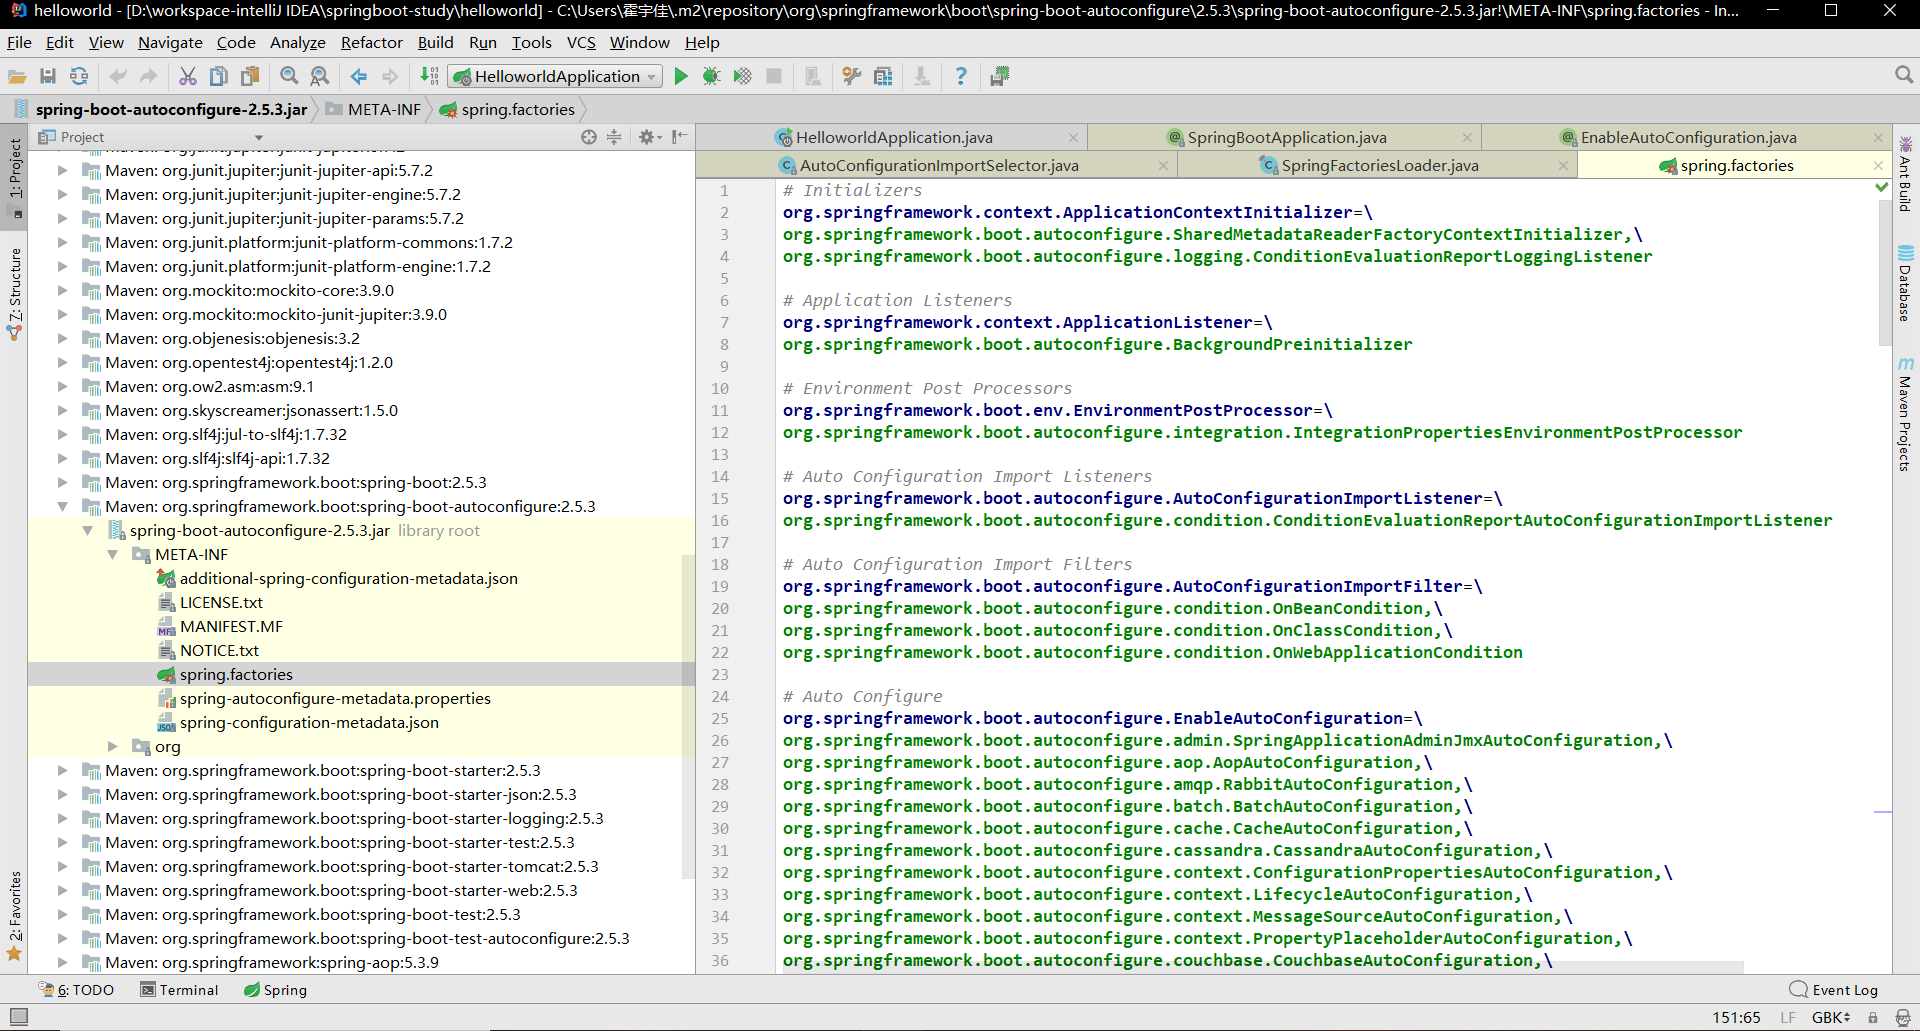 helloworld - [D:\workspace-intelliJ IDEA\springboot-study\helloworld] - C:\Users\霍宇佳\.m2\repository\org\springframework\boot\spring-boot-autoconfigure\2.5.3\spring-boot-autoconfigure-2.5.3.jar!\META-INF\spring.factories - In...
File Edit View Navigate Code Analyze Refactor Build Run Tools VCS Window Help
HelloworldApplication
spring-boot-autoconfigure-2.5.3.jar META-INF spring.factories
Project
1: Project
Z: Structure
2: Favorites
Maven: org.junit.jupiter:junit-jupiter-api:5.7.2
Maven: org.junit.jupiter:junit-jupiter-engine:5.7.2
Maven: org.junit.jupiter:junit-jupiter-params:5.7.2
Maven: org.junit.platform:junit-platform-commons:1.7.2
Maven: org.junit.platform:junit-platform-engine:1.7.2
Maven: org.mockito:mockito-core:3.9.0
Maven: org.mockito:mockito-junit-jupiter:3.9.0
Maven: org.objenesis:objenesis:3.2
Maven: org.opentest4j:opentest4j:1.2.0
Maven: org.ow2.asm:asm:9.1
Maven: org.skyscreamer:jsonassert:1.5.0
Maven: org.slf4j:jul-to-slf4j:1.7.32
Maven: org.slf4j:slf4j-api:1.7.32
Maven: org.springframework.boot:spring-boot:2.5.3
Maven: org.springframework.boot:spring-boot-autoconfigure:2.5.3
spring-boot-autoconfigure-2.5.3.jar library root
META-INF
additional-spring-configuration-metadata.json
LICENSE.txt
MANIFEST.MF
NOTICE.txt
spring.factories
spring-autoconfigure-metadata.properties
spring-configuration-metadata.json
org
Maven: org.springframework.boot:spring-boot-starter:2.5.3
Maven: org.springframework.boot:spring-boot-starter-json:2.5.3
Maven: org.springframework.boot:spring-boot-starter-logging:2.5.3
Maven: org.springframework.boot:spring-boot-starter-test:2.5.3
Maven: org.springframework.boot:spring-boot-starter-tomcat:2.5.3
Maven: org.springframework.boot:spring-boot-starter-web:2.5.3
Maven: org.springframework.boot:spring-boot-test:2.5.3
Maven: org.springframework.boot:spring-boot-test-autoconfigure:2.5.3
Maven: org.springframework:spring-aop:5.3.9
HelloworldApplication.java SpringBootApplication.java EnableAutoConfiguration.java
AutoConfigurationImportSelector.java SpringFactoriesLoader.java spring.factories
1 # Initializers
2 org.springframework.context.ApplicationContextInitializer=\
3 org.springframework.boot.autoconfigure.SharedMetadataReaderFactoryContextInitializer,\
4 org.springframework.boot.autoconfigure.logging.ConditionEvaluationReportLoggingListener
5
6 # Application Listeners
7 org.springframework.context.ApplicationListener=\
8 org.springframework.boot.autoconfigure.BackgroundPreinitializer
9
10 # Environment Post Processors
11 org.springframework.boot.env.EnvironmentPostProcessor=\
12 org.springframework.boot.autoconfigure.integration.IntegrationPropertiesEnvironmentPostProcessor
13
14 # Auto Configuration Import Listeners
15 org.springframework.boot.autoconfigure.AutoConfigurationImportListener=\
16 org.springframework.boot.autoconfigure.condition.ConditionEvaluationReportAutoConfigurationImportListener
17
18 # Auto Configuration Import Filters
19 org.springframework.boot.autoconfigure.AutoConfigurationImportFilter=\
20 org.springframework.boot.autoconfigure.condition.OnBeanCondition,\
21 org.springframework.boot.autoconfigure.condition.OnClassCondition,\
22 org.springframework.boot.autoconfigure.condition.OnWebApplicationCondition
23
24 # Auto Configure
25 org.springframework.boot.autoconfigure.EnableAutoConfiguration=\
26 org.springframework.boot.autoconfigure.admin.SpringApplicationAdminJmxAutoConfiguration,\
27 org.springframework.boot.autoconfigure.aop.AopAutoConfiguration,\
28 org.springframework.boot.autoconfigure.amqp.RabbitAutoConfiguration,\
29 org.springframework.boot.autoconfigure.batch.BatchAutoConfiguration,\
30 org.springframework.boot.autoconfigure.cache.CacheAutoConfiguration,\
31 org.springframework.boot.autoconfigure.cassandra.CassandraAutoConfiguration,\
32 org.springframework.boot.autoconfigure.context.ConfigurationPropertiesAutoConfiguration,\
33 org.springframework.boot.autoconfigure.context.LifecycleAutoConfiguration,\
34 org.springframework.boot.autoconfigure.context.MessageSourceAutoConfiguration,\
35 org.springframework.boot.autoconfigure.context.PropertyPlaceholderAutoConfiguration,\
36 org.springframework.boot.autoconfigure.couchbase.CouchbaseAutoConfiguration,\
Ant Build
Database
Maven Projects
6: TODO Terminal Spring Event Log
151:65 LF GBK